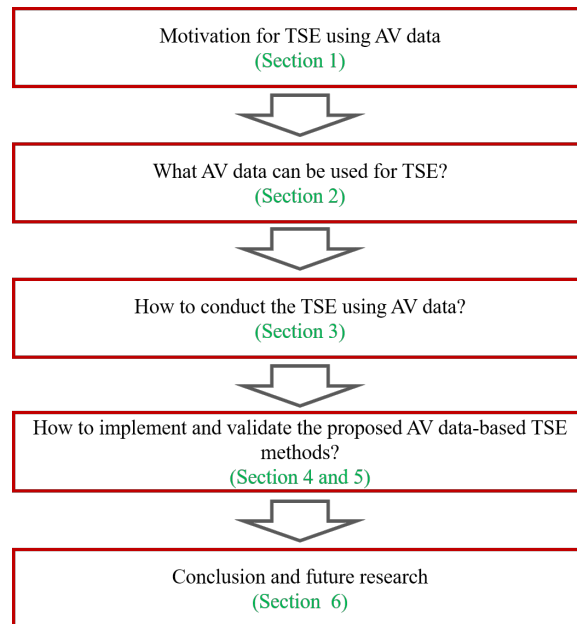 Motivation for TSE using AV data
(Section 1)
What AV data can be used for TSE?
(Section 2)
How to conduct the TSE using AV data?
(Section 3)
How to implement and validate the proposed AV data-based TSE
methods?
(Section 4 and 5)
Conclusion and future research
(Section 6)